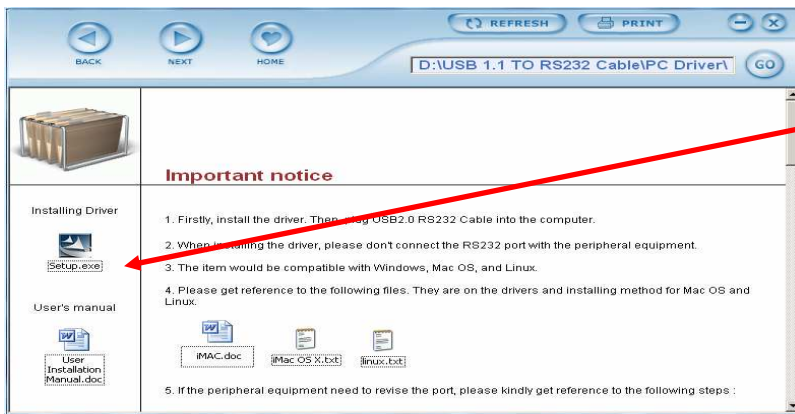 REFRESH
PRINT
BACK
NEXT
HOME
D:\USB 1.1 TO RS232 Cable\PC Driver\
GO
Important notice
Installing Driver
Setup.exe
User's manual
User
Installation
Manual.doc
1. Firstly, install the driver. Then, plug USB2.0 RS232 Cable into the computer.
2. When installing the driver, please don't connect the RS232 port with the peripheral equipment.
3. The item would be compatible with Windows, Mac OS, and Linux.
4. Please get reference to the following files. They are on the drivers and installing method for Mac OS and
Linux.
iMAC.doc
iMac OS X.txt
linux.txt
5. If the peripheral equipment need to revise the port, please kindly get reference to the following steps :